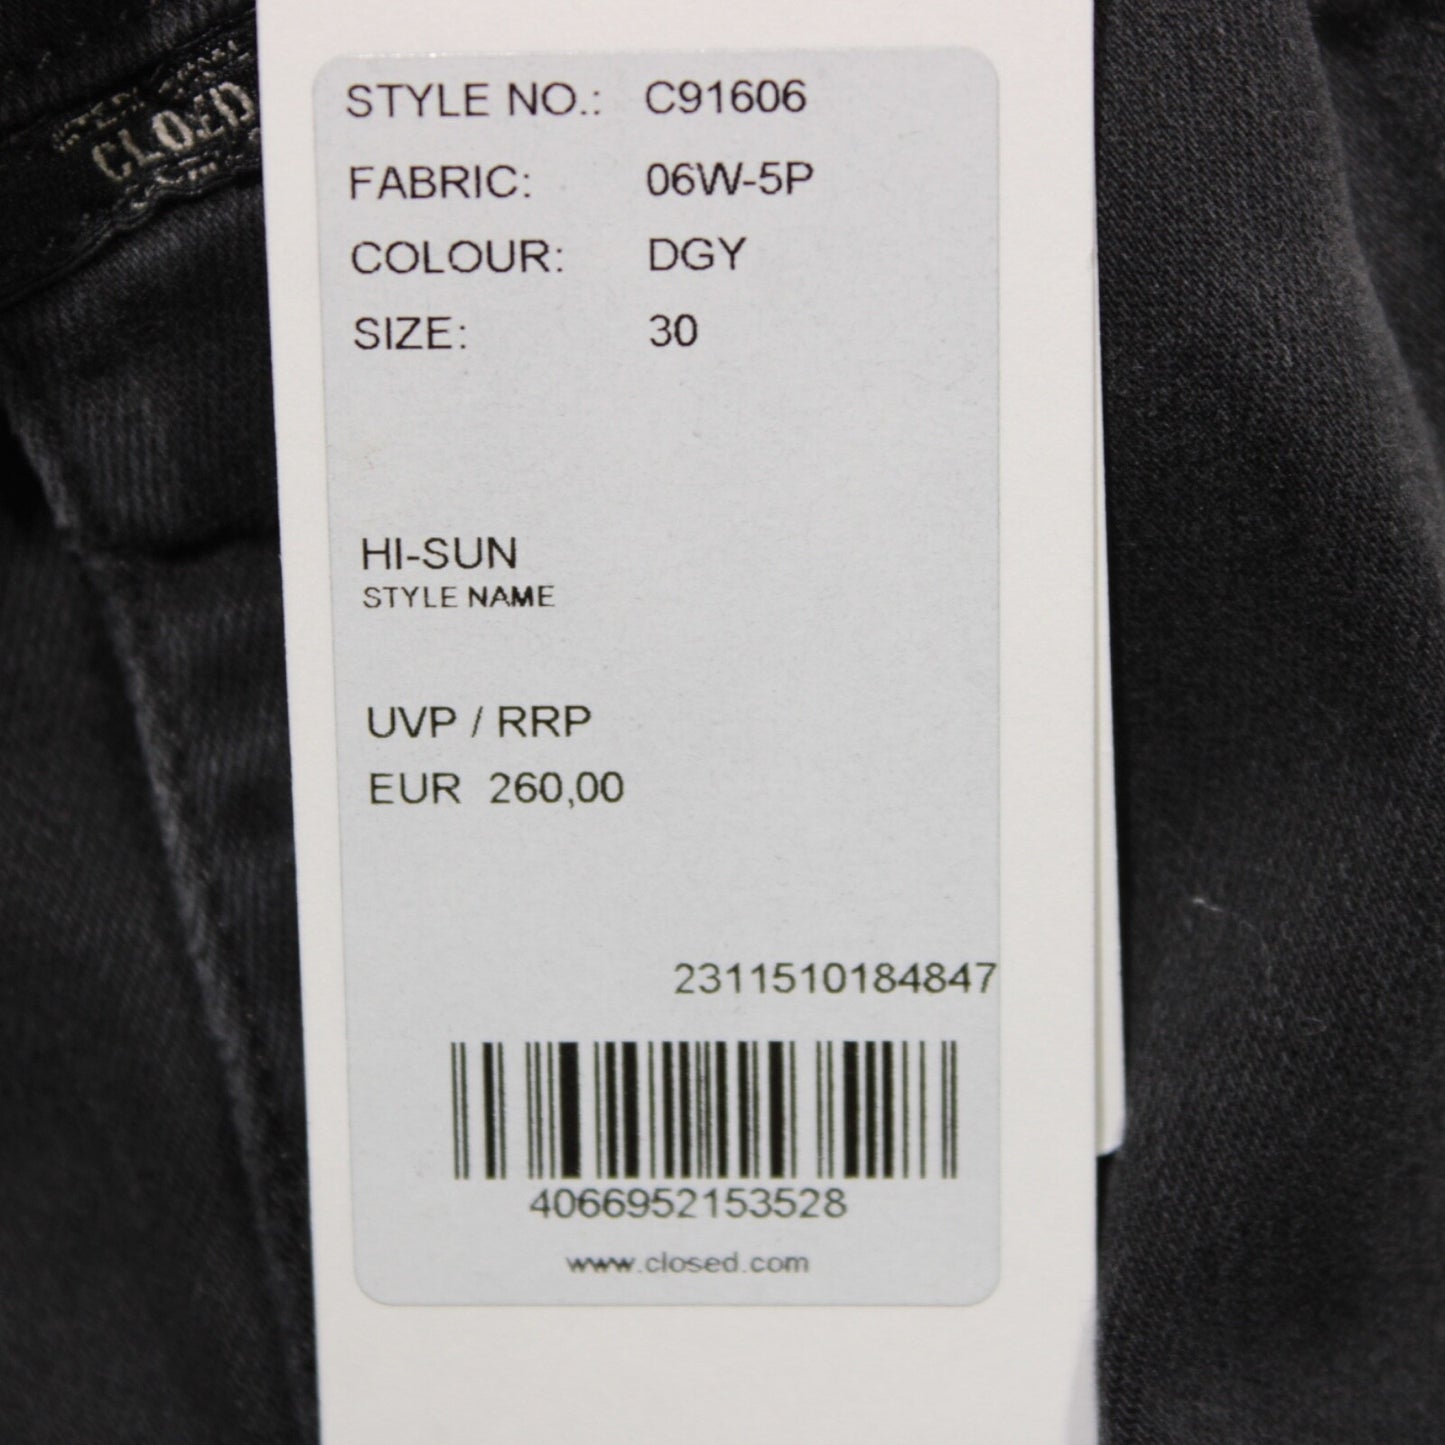 CLOSED
STYLE NO.: C91606
FABRIC: 06W-5P
COLOUR: DGY
SIZE: 30
HI-SUN
STYLE NAME
UVP / RRP
EUR 260,00
2311510184847
4066952153528
www.closed.com